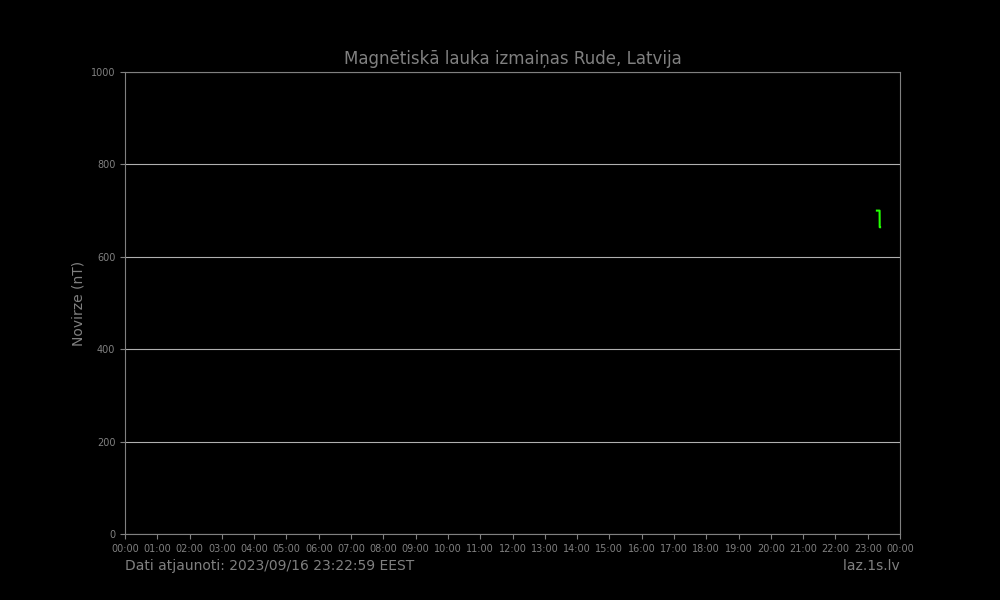 Magnētiskā lauka izmaiņas Rude, Latvija
1000
800
600
400
200
0
Novirze (nT)
00:00 01:00 02:00 03:00 04:00 05:00 06:00 07:00 08:00 09:00 10:00 11:00 12:00 13:00 14:00 15:00 16:00 17:00 18:00 19:00 20:00 21:00 22:00 23:00 00:00
Dati atjaunoti: 2023/09/16 23:22:59 EEST
laz.1s.lv